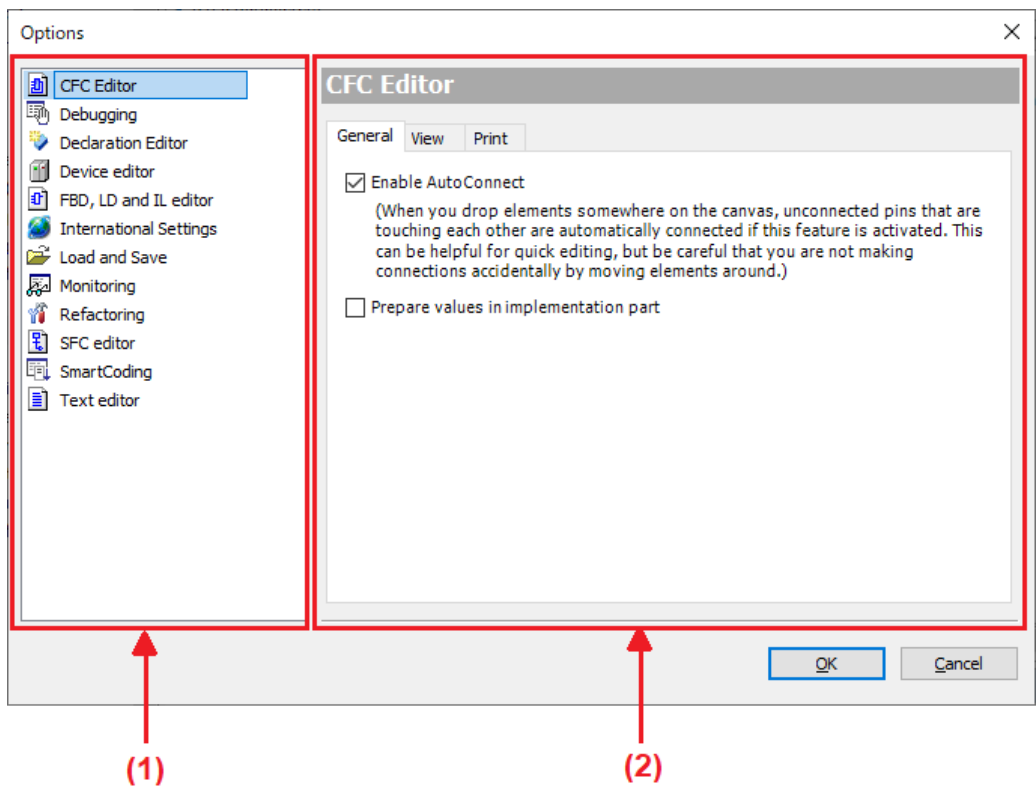 Options
CFC Editor
Debugging
Declaration Editor
Device editor
FBD, LD and IL editor
International Settings
Load and Save
Monitoring
Refactoring
SFC editor
SmartCoding
Text editor
CFC Editor
General View Print
Enable AutoConnect
(When you drop elements somewhere on the canvas, unconnected pins that are
touching each other are automatically connected if this feature is activated. This
can be helpful for quick editing, but be careful that you are not making
connections accidentally by moving elements around.)
Prepare values in implementation part
OK Cancel
(1) (2)